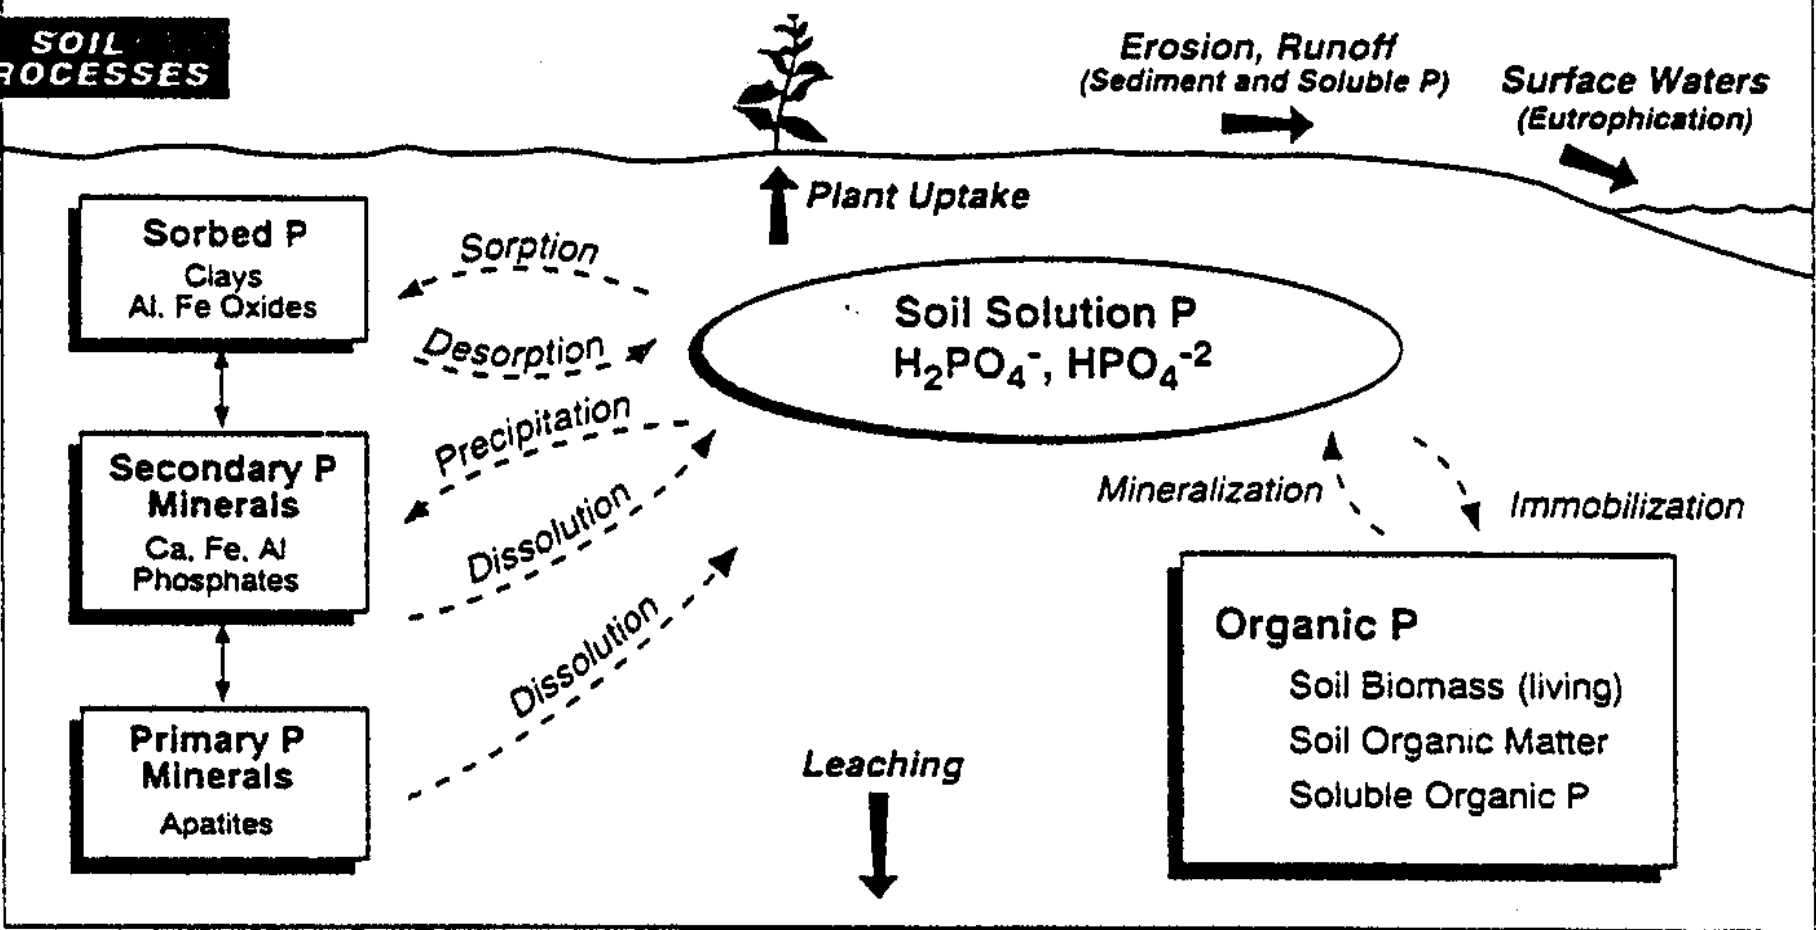 SOIL
ROCESSES
Erosion, Runoff
(Sediment and Soluble P)
Surface Waters
(Eutrophication)
Plant Uptake
Sorbed P
Clays
Al. Fe Oxides
Sorption
Desorption
Soil Solution P
H₂PO₄⁻, HPO₄⁻²
Precipitation
Secondary P
Minerals
Ca. Fe. Al
Phosphates
Dissolution
Mineralization
Immobilization
Dissolution
Organic P
Soil Biomass (living)
Soil Organic Matter
Soluble Organic P
Primary P
Minerals
Apatites
Leaching